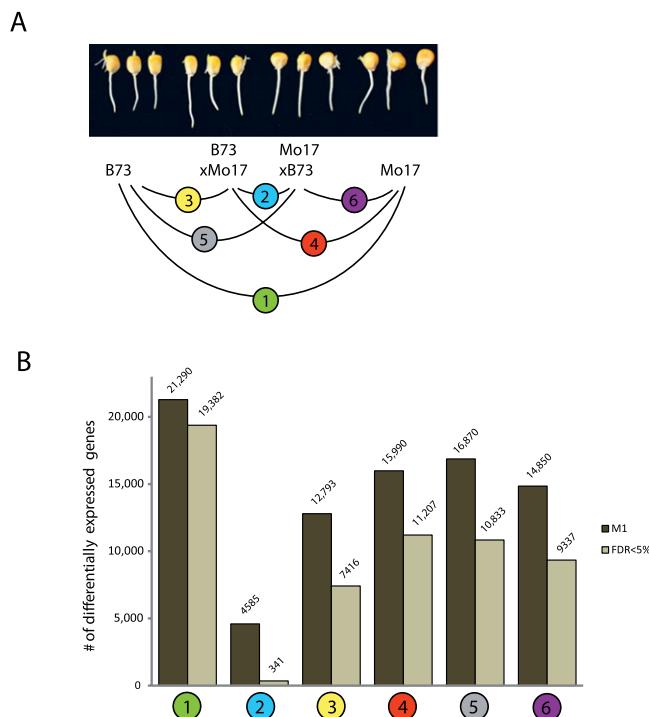 A
B73 Mo17
B73 xMo17 xB73 Mo17
3 2 6
5 4
1
B
# of differentially expressed genes
21,290
19,382
20,000
16,870
15,990
14,850
15,000
12,793
11,207
10,833
10,000
9337
7416
M1
FDR<5%
5,000
4585
341
0
1 2 3 4 5 6